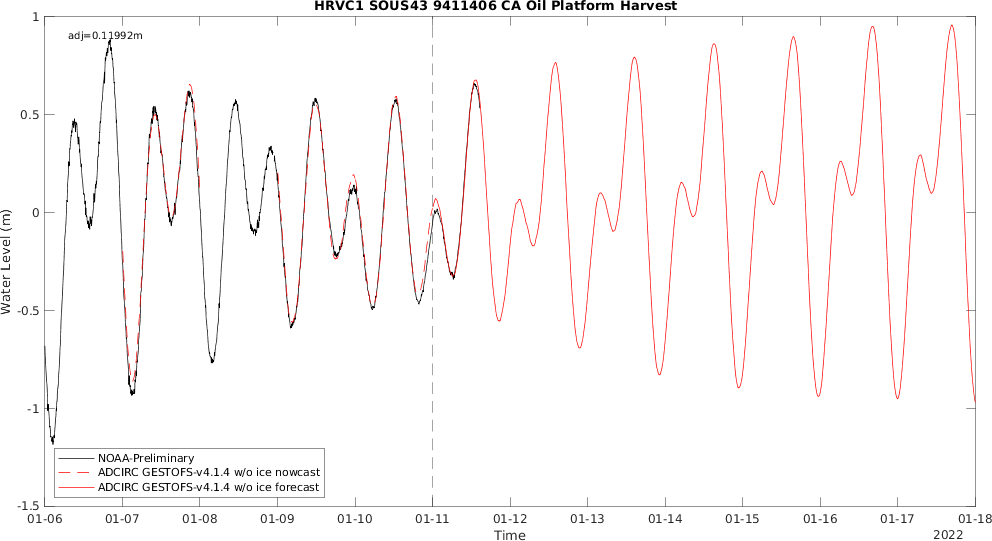 HRVC1 SOUS43 9411406 CA Oil Platform Harvest
adj=0.11992m
1
0.5
0
-0.5
-1
-1.5
Water Level (m)
NOAA-Preliminary
ADCIRC GESTOFS-v4.1.4 w/o ice nowcast
ADCIRC GESTOFS-v4.1.4 w/o ice forecast
01-06 01-07 01-08 01-09 01-10 01-11 01-12 01-13 01-14 01-15 01-16 01-17 01-18
Time
2022